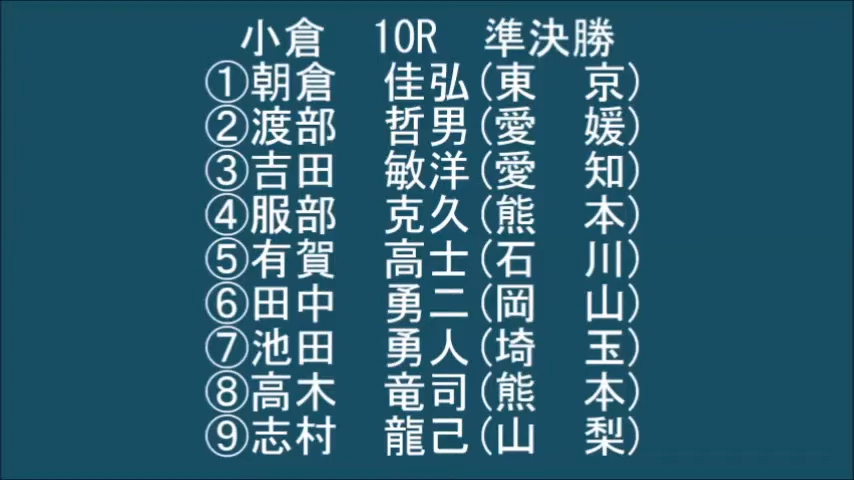 小倉 10R 準決勝
①朝倉 佳弘(東 京)
②渡部 哲男(愛 媛)
③吉田 敏洋(愛 知)
④服部 克久(熊 本)
⑤有賀 高士(石 川)
⑥田中 勇二(岡 山)
⑦池田 勇人(埼 玉)
⑧高木 竜司(熊 本)
⑨志村 龍己(山 梨)